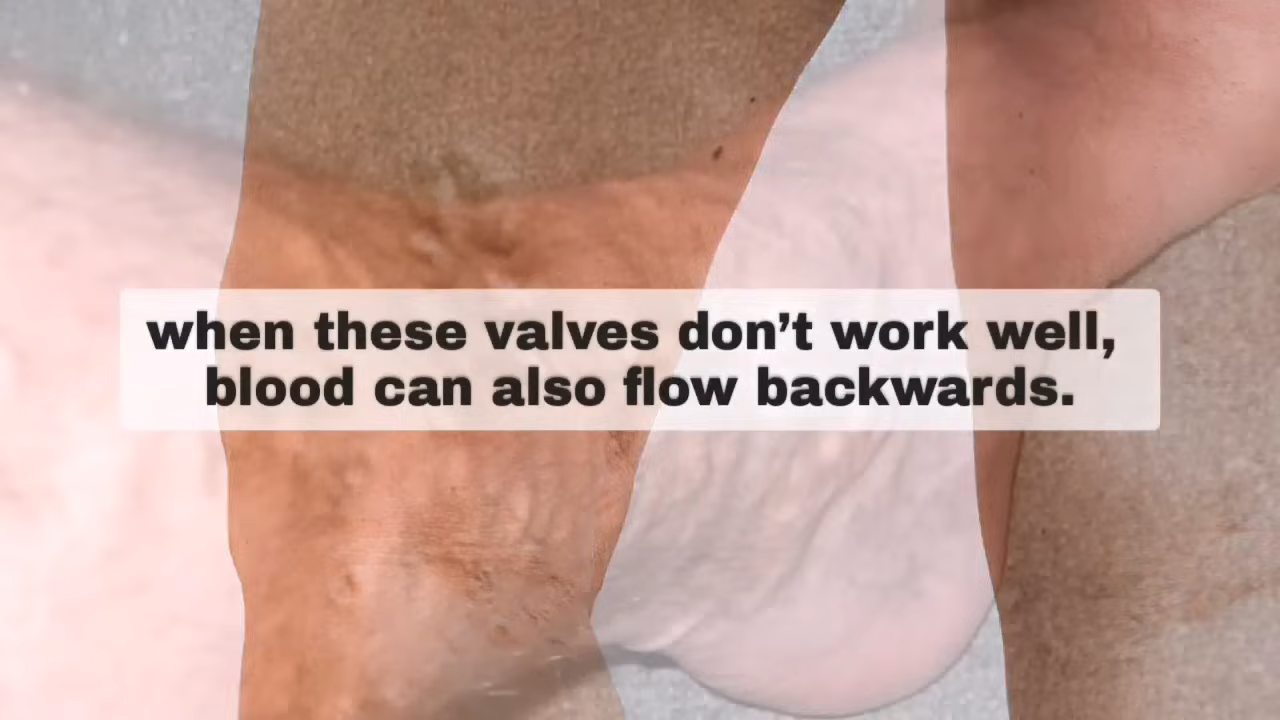 when these valves don’t work well,
blood can also flow backwards.